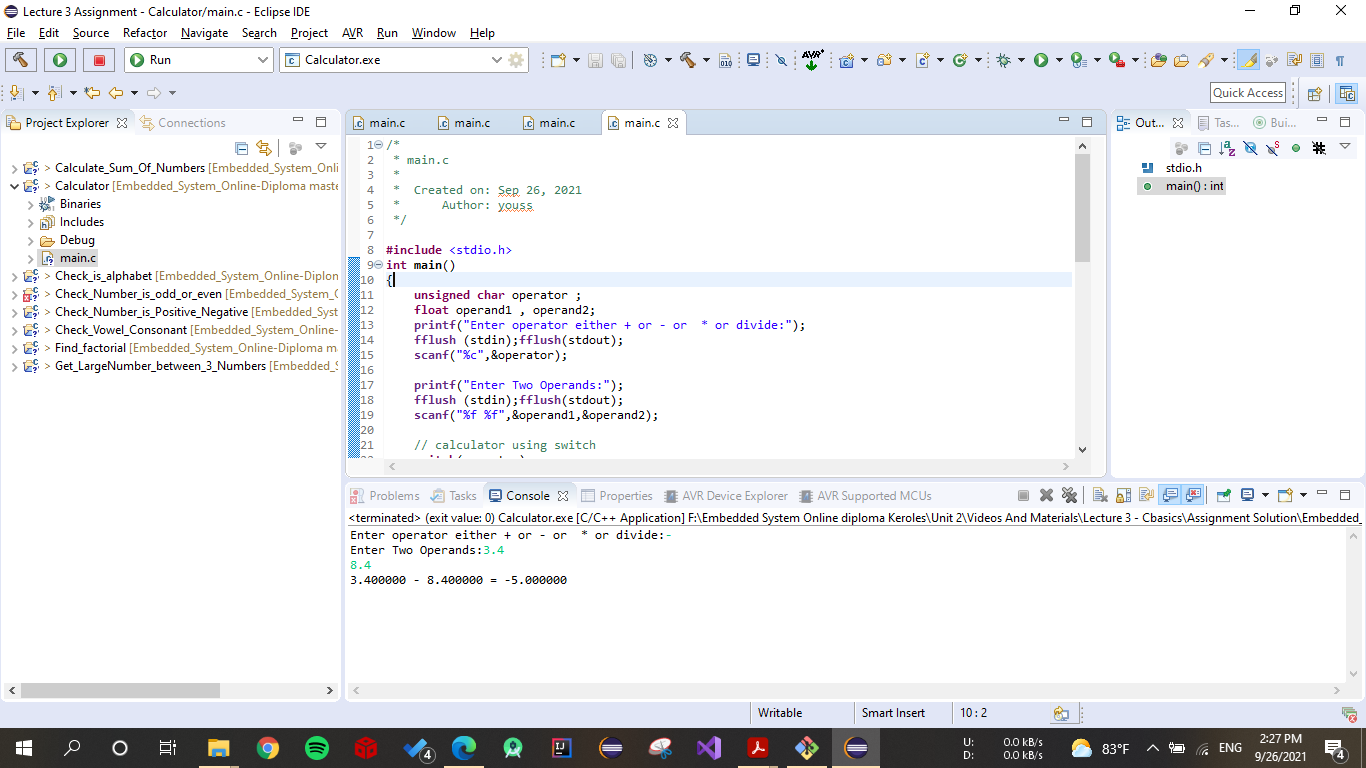 Lecture 3 Assignment - Calculator/main.c - Eclipse IDE
File Edit Source Refactor Navigate Search Project AVR Run Window Help
Run
Calculator.exe
AVR
Quick Access
Project Explorer
Connections
Calculate_Sum_Of_Numbers [Embedded_System_Onli
Calculator [Embedded_System_Online-Diploma maste
Binaries
Includes
Debug
main.c
Check_is_alphabet [Embedded_System_Online-Diplon
Check_Number_is_odd_or_even [Embedded_System_O
Check_Number_is_Positive_Negative [Embedded_Syst
Check_Vowel_Consonant [Embedded_System_Online-
Find_factorial [Embedded_System_Online-Diploma m
Get_LargeNumber_between_3_Numbers [Embedded_S
main.c main.c main.c main.c
1 /*
2 * main.c
3 *
4 * Created on: Sep 26, 2021
5 * Author: youss
6 */
7
8 #include <stdio.h>
9 int main()
10 {
11 unsigned char operator ;
12 float operand1 , operand2;
13 printf("Enter operator either + or - or  * or divide:");
14 fflush (stdin);fflush(stdout);
15 scanf("%c",&operator);
16
17 printf("Enter Two Operands:");
18 fflush (stdin);fflush(stdout);
19 scanf("%f %f",&operand1,&operand2);
20
21 // calculator using switch
Out... Tas... Bui...
stdio.h
main() : int
Problems Tasks Console Properties AVR Device Explorer AVR Supported MCUs
<terminated> (exit value: 0) Calculator.exe [C/C++ Application] F:\Embedded System Online diploma Keroles\Unit 2\Videos And Materials\Lecture 3 - Cbasics\Assignment Solution\Embedded_
Enter operator either + or - or  * or divide:-
Enter Two Operands:3.4
8.4
3.400000 - 8.400000 = -5.000000
Writable Smart Insert 10 : 2
4
U: 0.0 kB/s
D: 0.0 kB/s
83°F
ENG
2:27 PM
9/26/2021
4